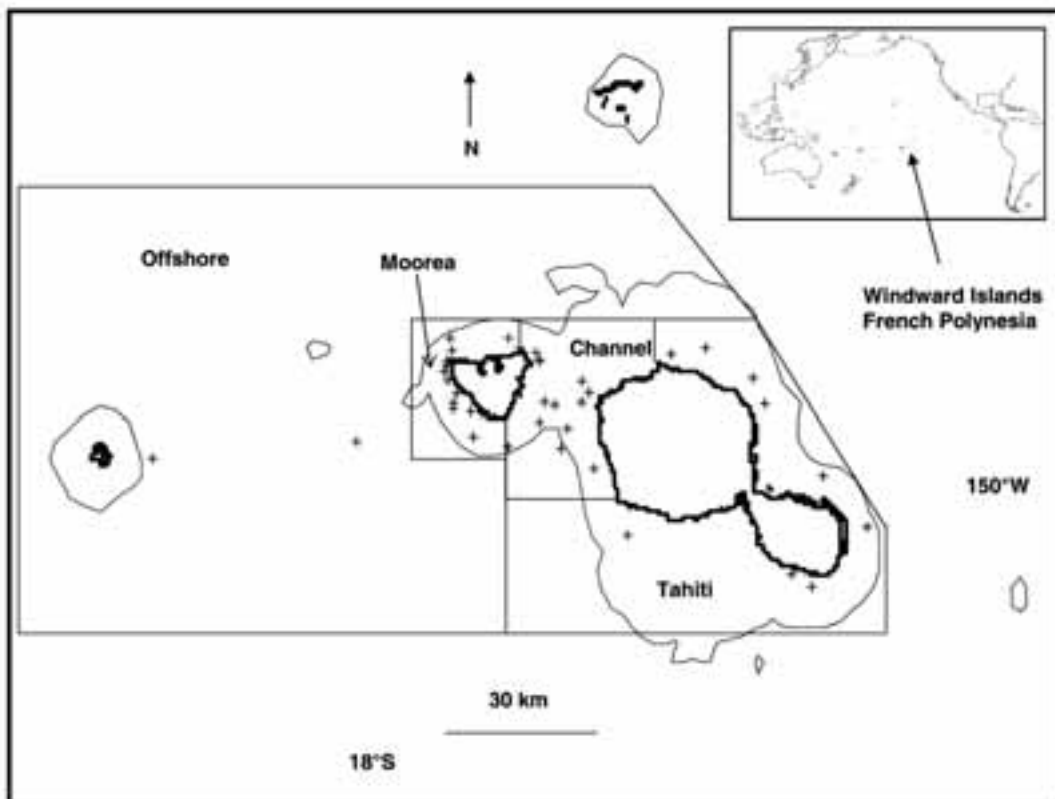 N
Offshore
Moorea
Windward Islands
French Polynesia
Channel
150°W
Tahiti
30 km
18°S